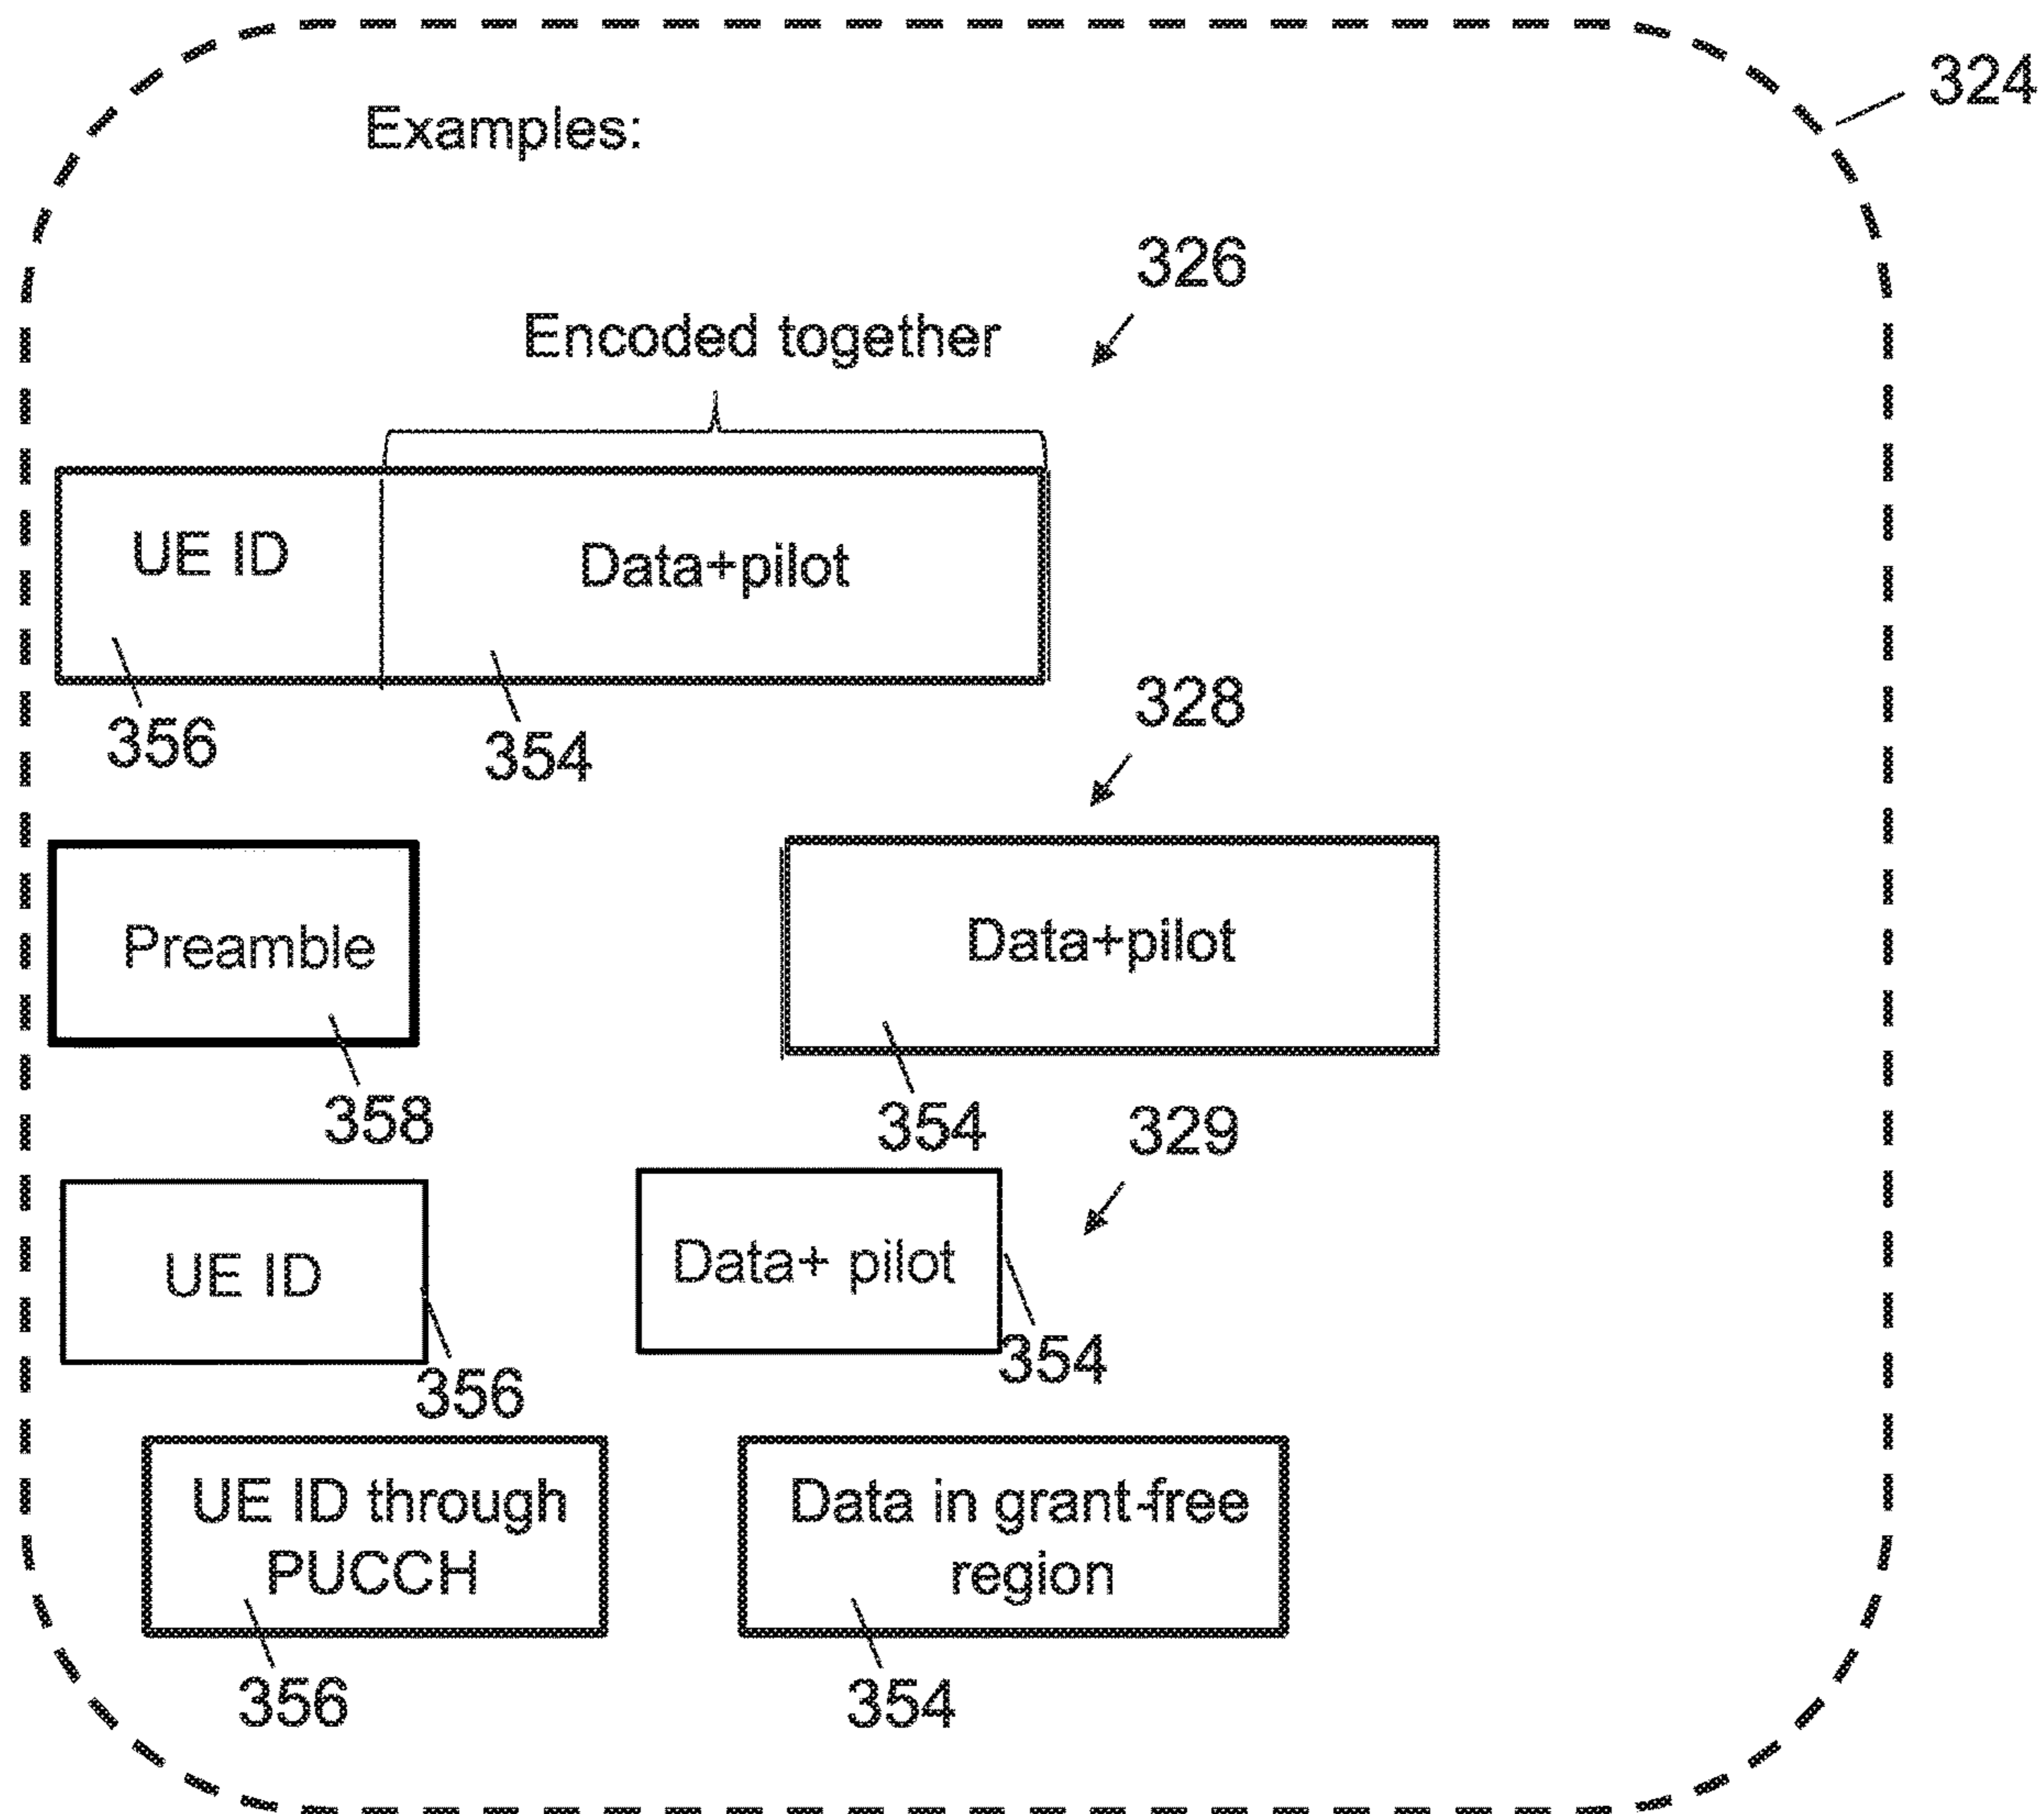 324
Examples:
326
Encoded together
UE ID
Data+pilot
356
354
328
Preamble
Data+pilot
358
354
329
UE ID
Data+ pilot
356
354
UE ID through
PUCCH
Data in grant-free
region
356
354